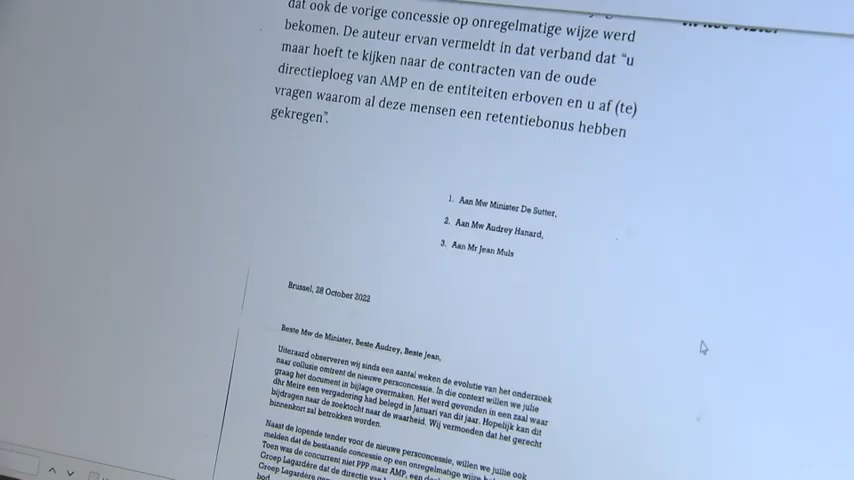 dat ook de vorige concessie op onregelmatige wijze werd
bekomen. De auteur ervan vermeldt in dat verband dat “u
maar hoeft te kijken naar de contracten van de oude
directieploeg van AMP en de entiteiten erboven en u af (te)
vragen waarom al deze mensen een retentiebonus hebben
gekregen”.
1. Aan Mw Minister De Sutter,
2. Aan Mw Audrey Hanard,
3. Aan Mr Jean Muls
Brussel, 28 October 2022
Beste Mw de Minister, Beste Audrey, Beste Jean,
Uiteraard observeren wij sinds een aantal weken de evolutie van het onderzoek
naar collusie omtrent de nieuwe persconcessie. In die context willen we jullie
graag het document in bijlage overmaken. Het werd gevonden in een zaal waar
dhr Meire een vergadering had belegd in Januari van dit jaar. Hopelijk kan dit
bijdragen naar de zoektocht naar de waarheid. Wij vermoeden dat het gerecht
binnenkort zal betrokken worden.
Naast de lopende tender voor de nieuwe persconcessie, willen we jullie ook
melden dat de bestaande concessie op een onregelmatige wijze
Toen was de concurrent niet PPP maar AMP, een
Groep Lagardère dat de directie van
Groep Lagardère
bod